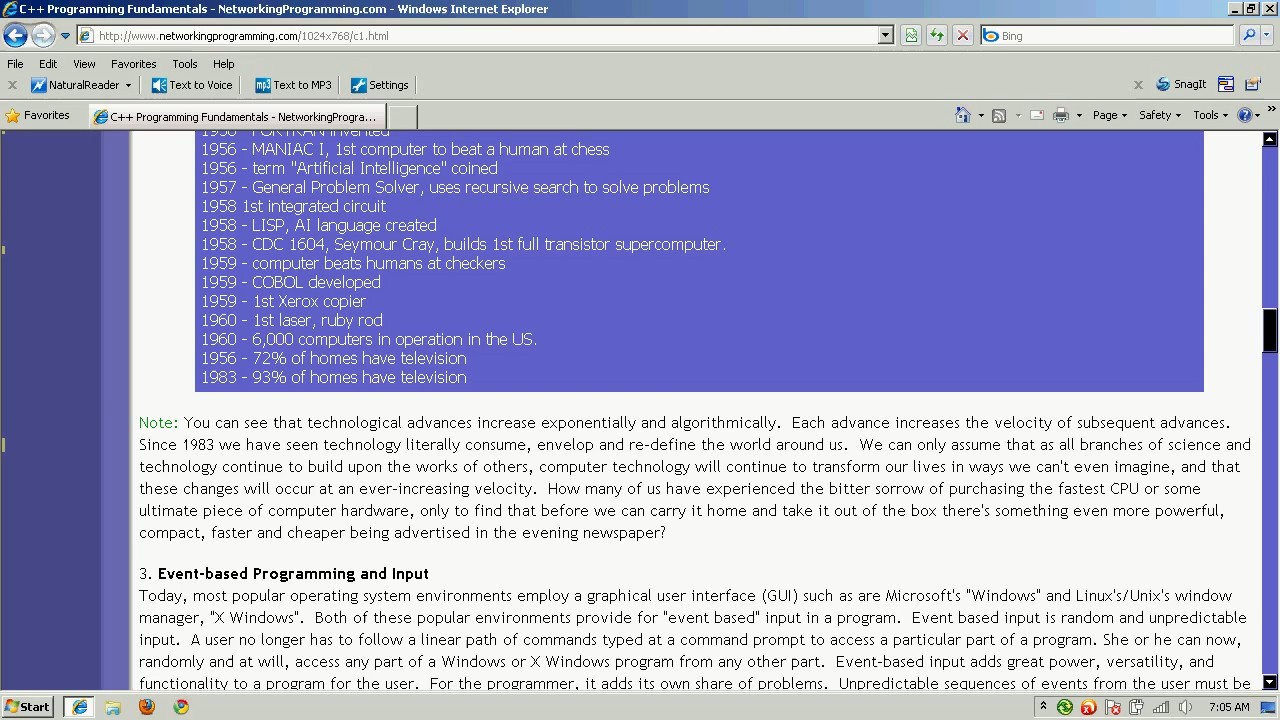 C++ Programming Fundamentals - NetworkingProgramming.com - Windows Internet Explorer
http://www.networkingprogramming.com/1024x768/c1.html
Bing
File Edit View Favorites Tools Help
NaturalReader Text to Voice mp3 Text to MP3 Settings SnagIt
Favorites C++ Programming Fundamentals - NetworkingProgra... Page Safety Tools
1956 - FORTRAN invented
1956 - MANIAC I, 1st computer to beat a human at chess
1956 - term "Artificial Intelligence" coined
1957 - General Problem Solver, uses recursive search to solve problems
1958 1st integrated circuit
1958 - LISP, AI language created
1958 - CDC 1604, Seymour Cray, builds 1st full transistor supercomputer.
1959 - computer beats humans at checkers
1959 - COBOL developed
1959 - 1st Xerox copier
1960 - 1st laser, ruby rod
1960 - 6,000 computers in operation in the US.
1956 - 72% of homes have television
1983 - 93% of homes have television
Note: You can see that technological advances increase exponentially and algorithmically. Each advance increases the velocity of subsequent advances.
Since 1983 we have seen technology literally consume, envelop and re-define the world around us. We can only assume that as all branches of science and
technology continue to build upon the works of others, computer technology will continue to transform our lives in ways we can't even imagine, and that
these changes will occur at an ever-increasing velocity. How many of us have experienced the bitter sorrow of purchasing the fastest CPU or some
ultimate piece of computer hardware, only to find that before we can carry it home and take it out of the box there's something even more powerful,
compact, faster and cheaper being advertised in the evening newspaper?
3. Event-based Programming and Input
Today, most popular operating system environments employ a graphical user interface (GUI) such as are Microsoft's "Windows" and Linux's/Unix's window
manager, "X Windows". Both of these popular environments provide for "event based" input in a program. Event based input is random and unpredictable
input. A user no longer has to follow a linear path of commands typed at a command prompt to access a particular part of a program. She or he can now,
randomly and at will, access any part of a Windows or X Windows program from any other part. Event-based input adds great power, versatility, and
functionality to a program for the user. For the programmer, it adds its own share of problems. Unpredictable sequences of events from the user must be
Start 7:05 AM